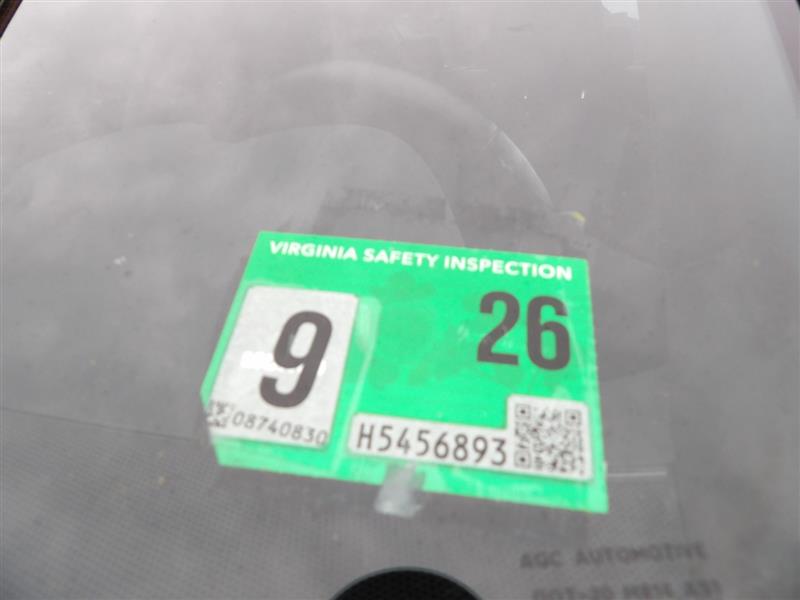 VIRGINIA SAFETY INSPECTION
9
26
08740830
H5456893
AGC AUTOMOTIVE